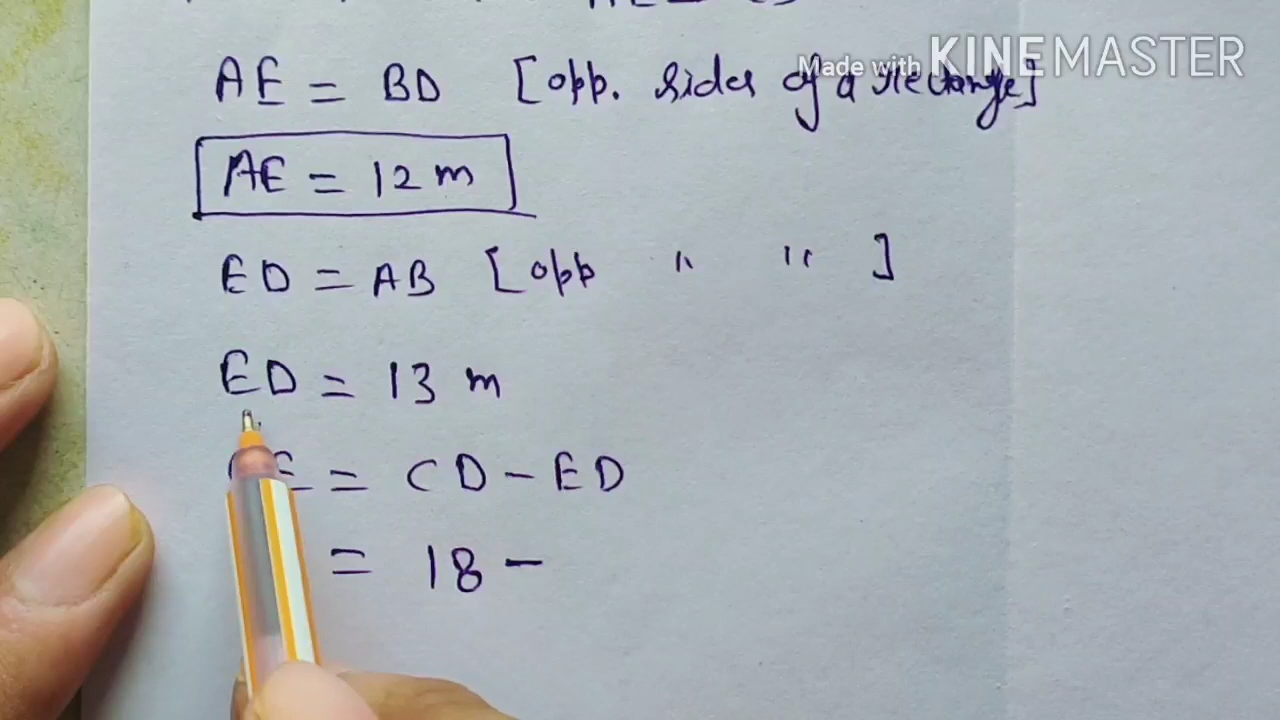 Made with KINEMASTER
AE = BD [opp. sides of a rectangle]
AE = 12 m
ED = AB [opp " " ]
ED = 13 m
CE = CD - ED
= 18 -